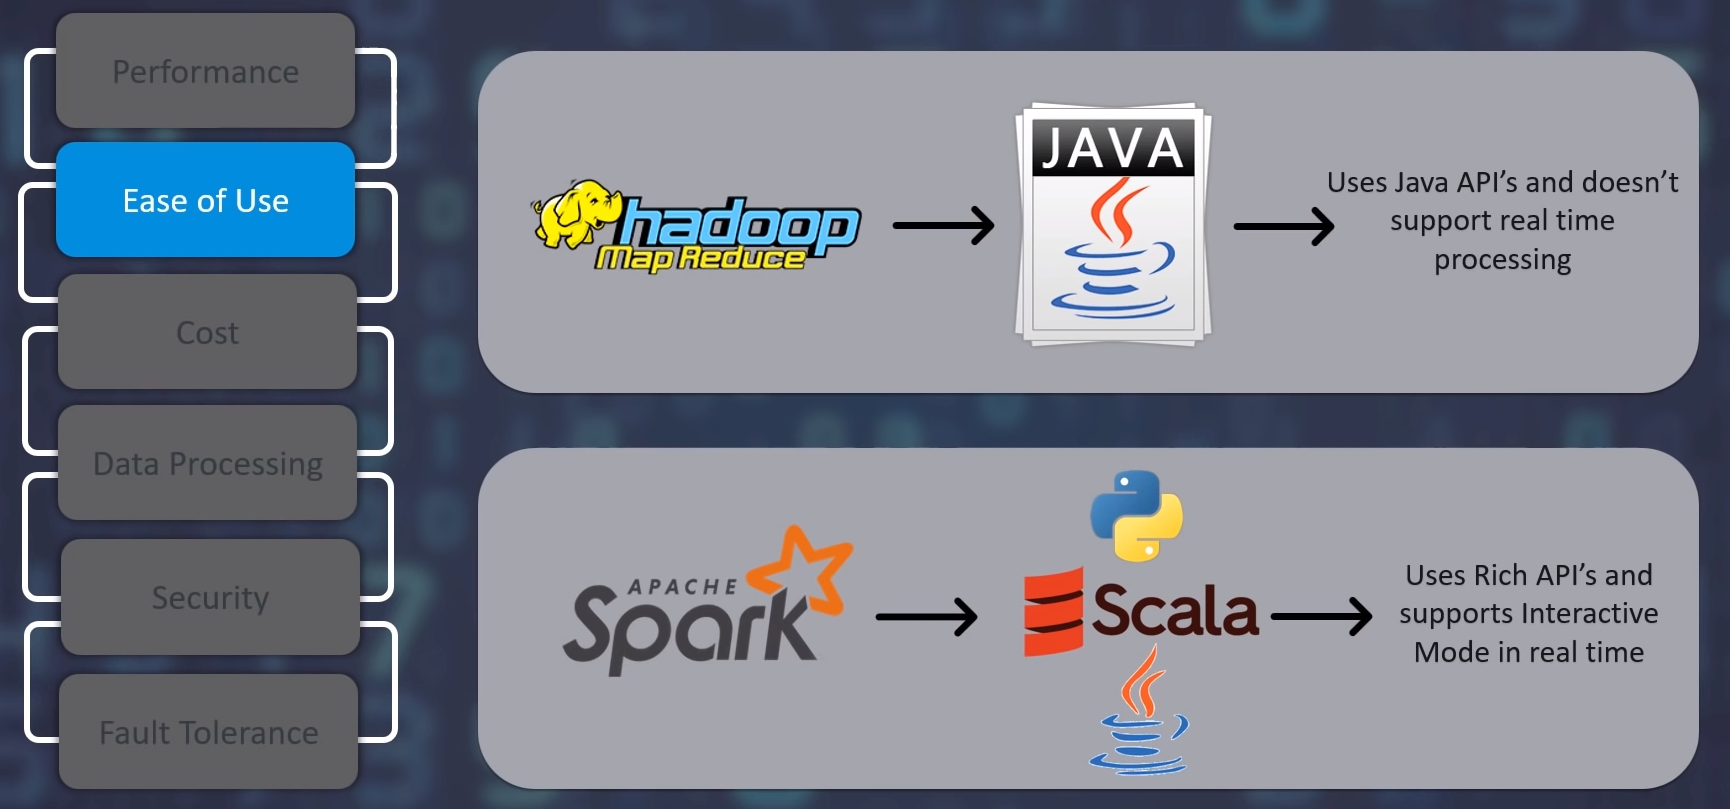 Performance
Ease of Use
Cost
Data Processing
Security
Fault Tolerance
hadoop
Map Reduce
JAVA
Uses Java API's and doesn't
support real time
processing
APACHE
Spark
Scala
Uses Rich API's and
supports Interactive
Mode in real time